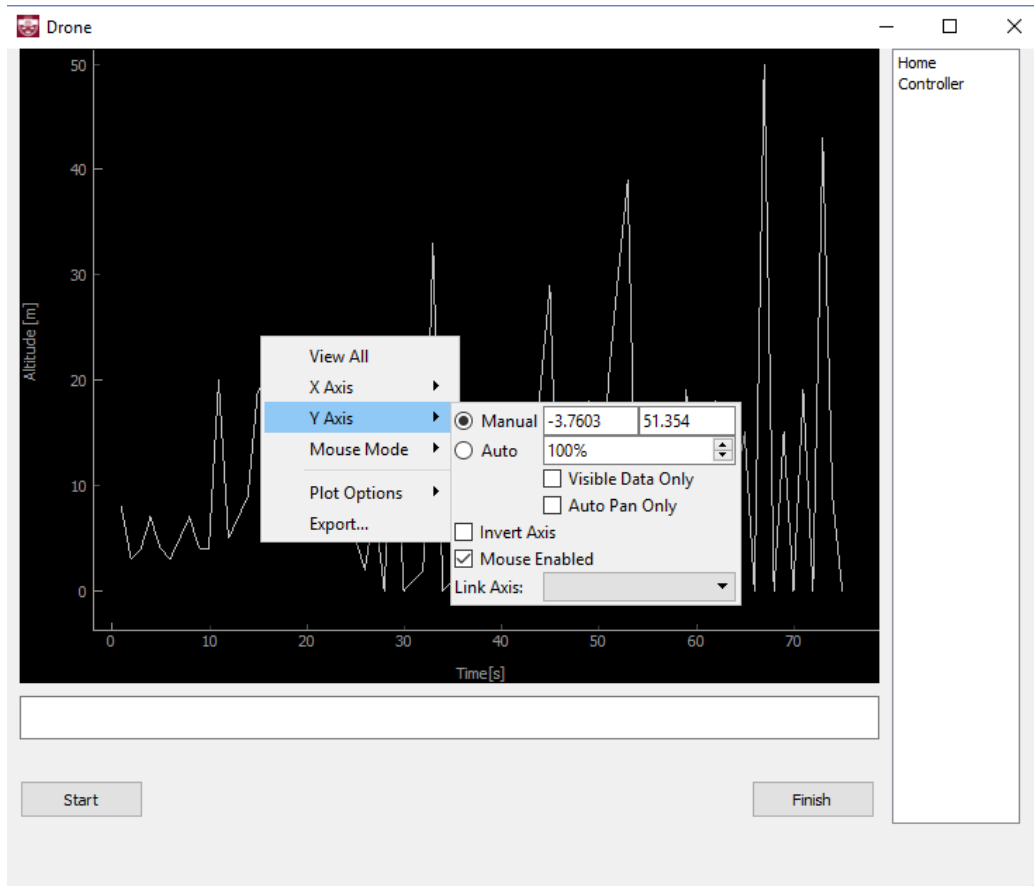 Drone
50
40
30
20
10
0
Altitude [m]
0 10 20 30 40 50 60 70
Time[s]
View All
X Axis
Y Axis
Mouse Mode
Plot Options
Export...
Manual -3.7603 51.354
Auto 100%
Visible Data Only
Auto Pan Only
Invert Axis
Mouse Enabled
Link Axis:
Home
Controller
Start
Finish